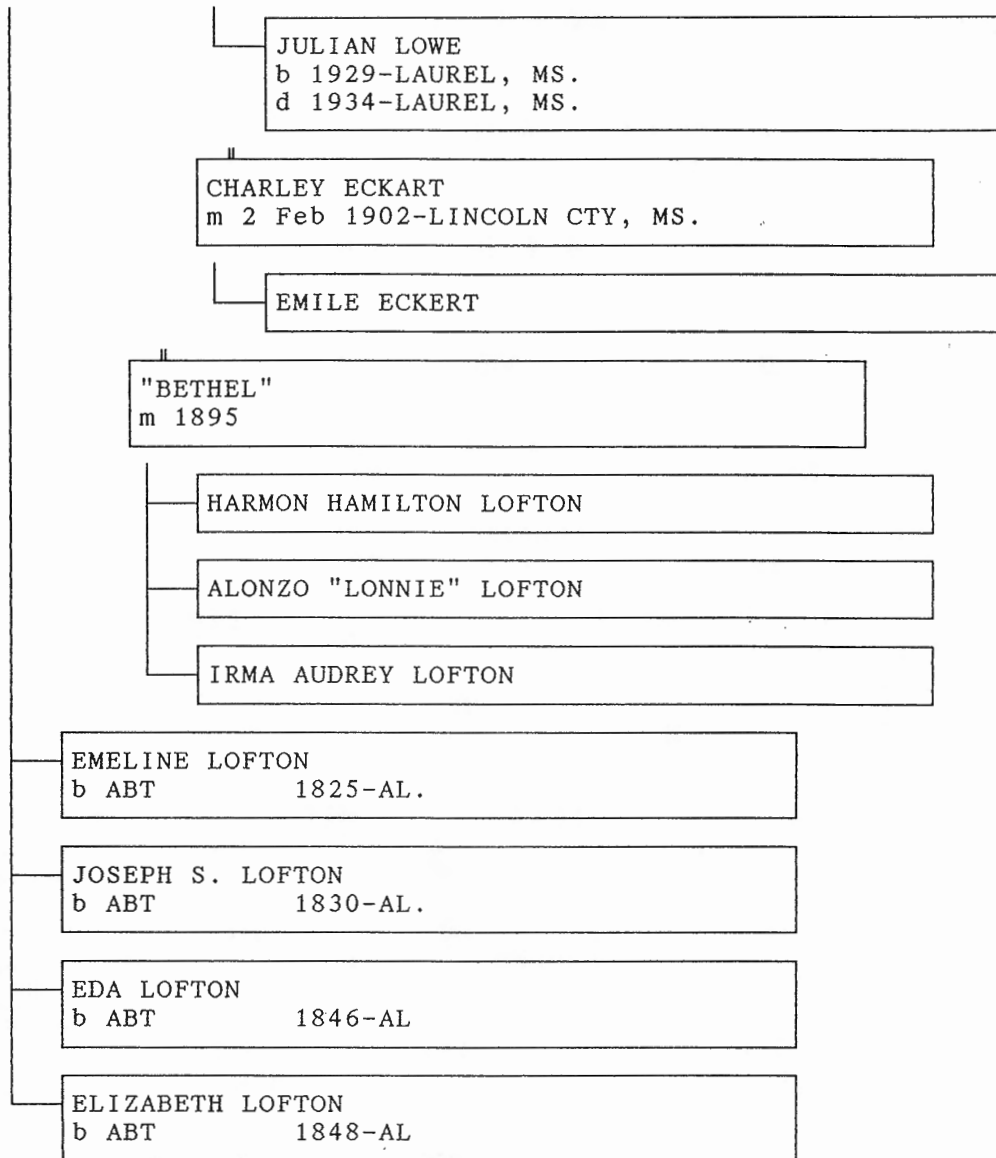 JULIAN LOWE
b 1929-LAUREL, MS.
d 1934-LAUREL, MS.
CHARLEY ECKART
m 2 Feb 1902-LINCOLN CTY, MS.
EMILE ECKERT
"BETHEL"
m 1895
HARMON HAMILTON LOFTON
ALONZO "LONNIE" LOFTON
IRMA AUDREY LOFTON
EMELINE LOFTON
b ABT 1825-AL.
JOSEPH S. LOFTON
b ABT 1830-AL.
EDA LOFTON
b ABT 1846-AL
ELIZABETH LOFTON
b ABT 1848-AL